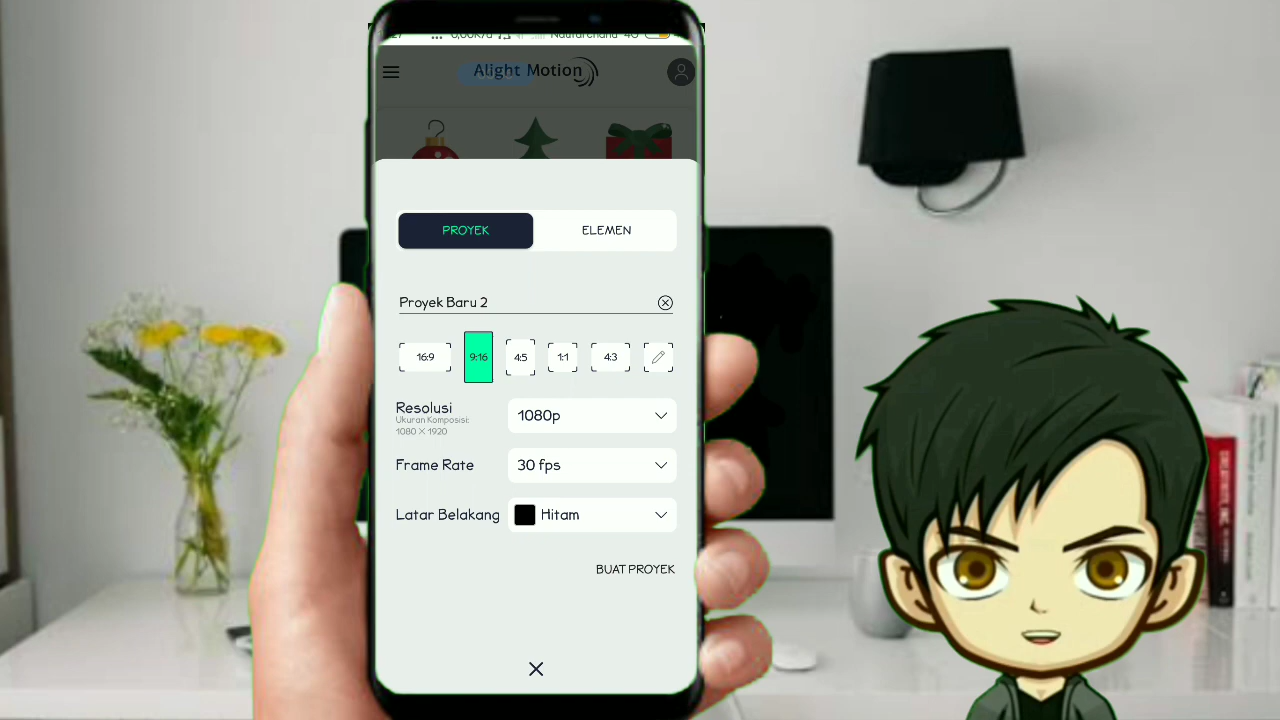 Alight Motion
PROYEK
ELEMEN
Proyek Baru 2
16:9
9:16
4:5
1:1
4:3
Resolusi
Ukuran Komposisi:
1080 × 1920
1080p
Frame Rate
30 fps
Latar Belakang
Hitam
BUAT PROYEK